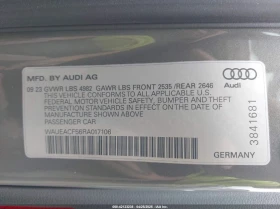 MFD. BY AUDI AG
09 23 GVWR LBS 4982 GAWR LBS FRONT 2535 /REAR 2646
THIS VEHICLE CONFORMS TO ALL APPLICABLE U.S.
FEDERAL MOTOR VEHICLE SAFETY, BUMPER AND THEFT
PREVENTION STANDARDS IN EFFECT ON THE DATE OF
MANUFACTURE SHOWN ABOVE.
PASSENGER CAR
Audi
3841681
GERMANY